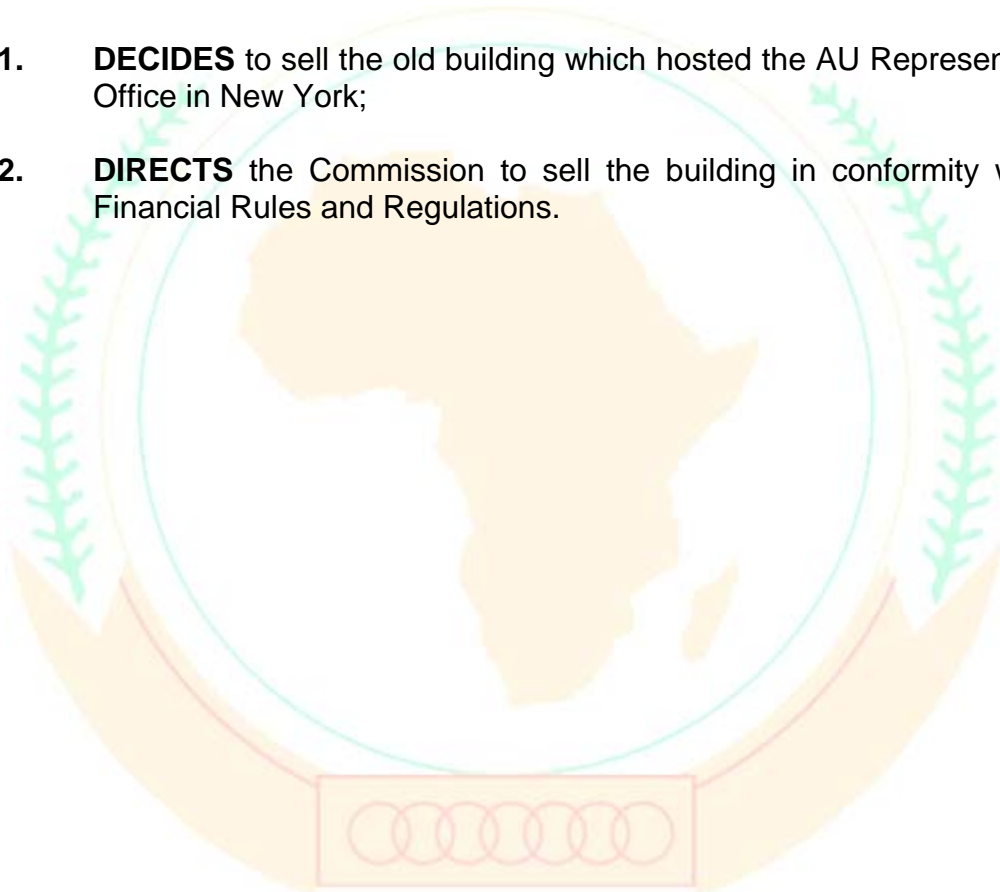 1. DECIDES to sell the old building which hosted the AU Represen
Office in New York;
2. DIRECTS the Commission to sell the building in conformity
Financial Rules and Regulations.